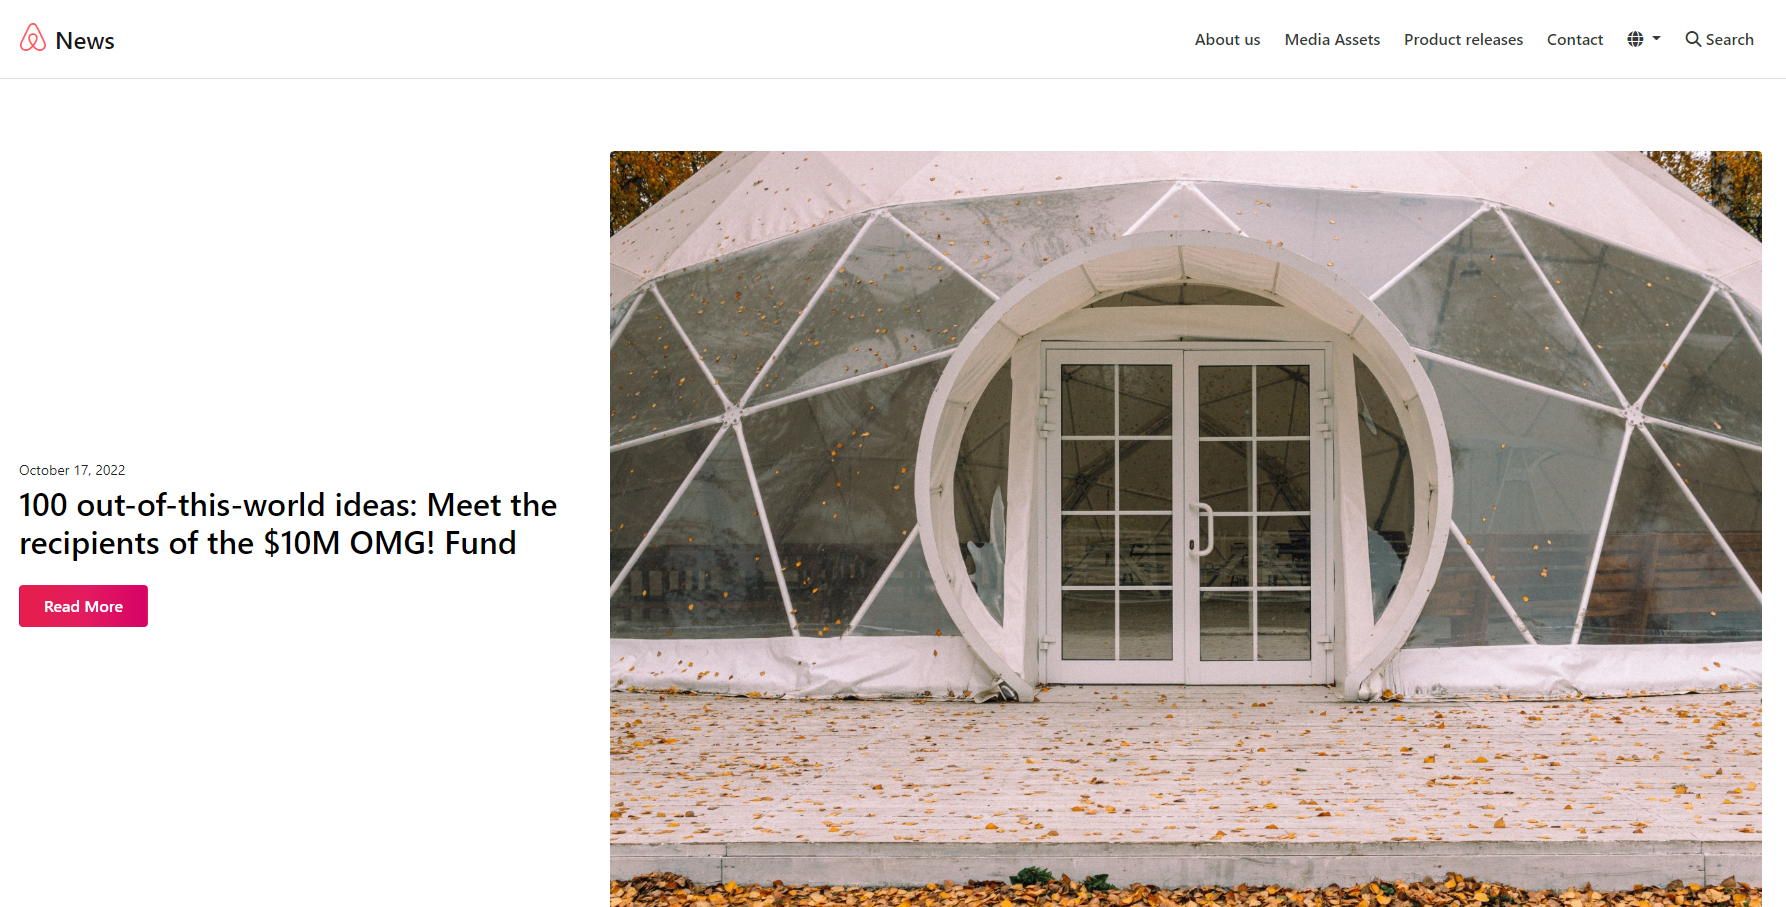 News
About us
Media Assets
Product releases
Contact
Search
October 17, 2022
100 out-of-this-world ideas: Meet the
recipients of the $10M OMG! Fund
Read More